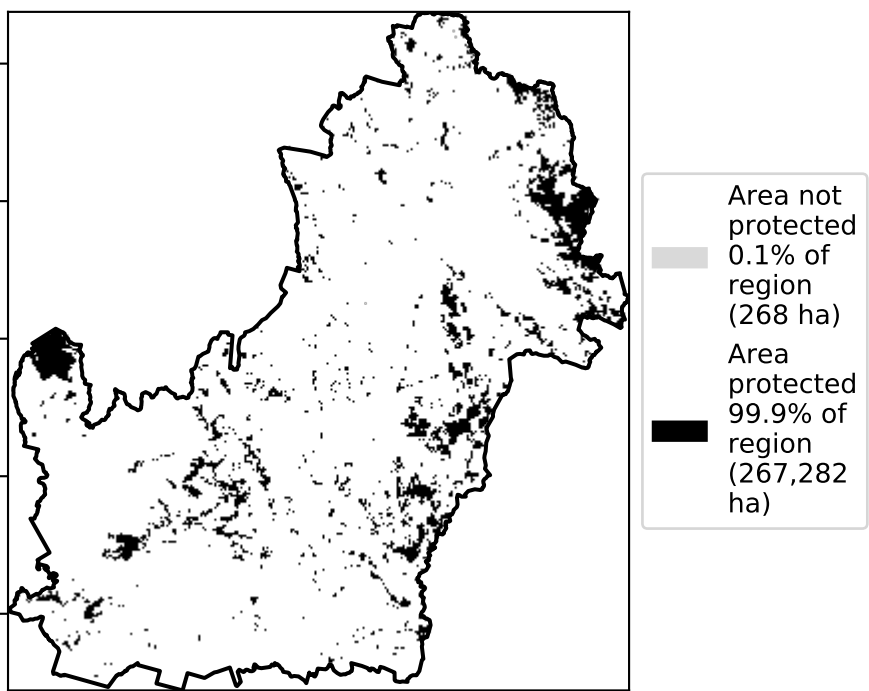 Area not
protected
0.1% of
region
(268 ha)
Area
protected
99.9% of
region
(267,282
ha)